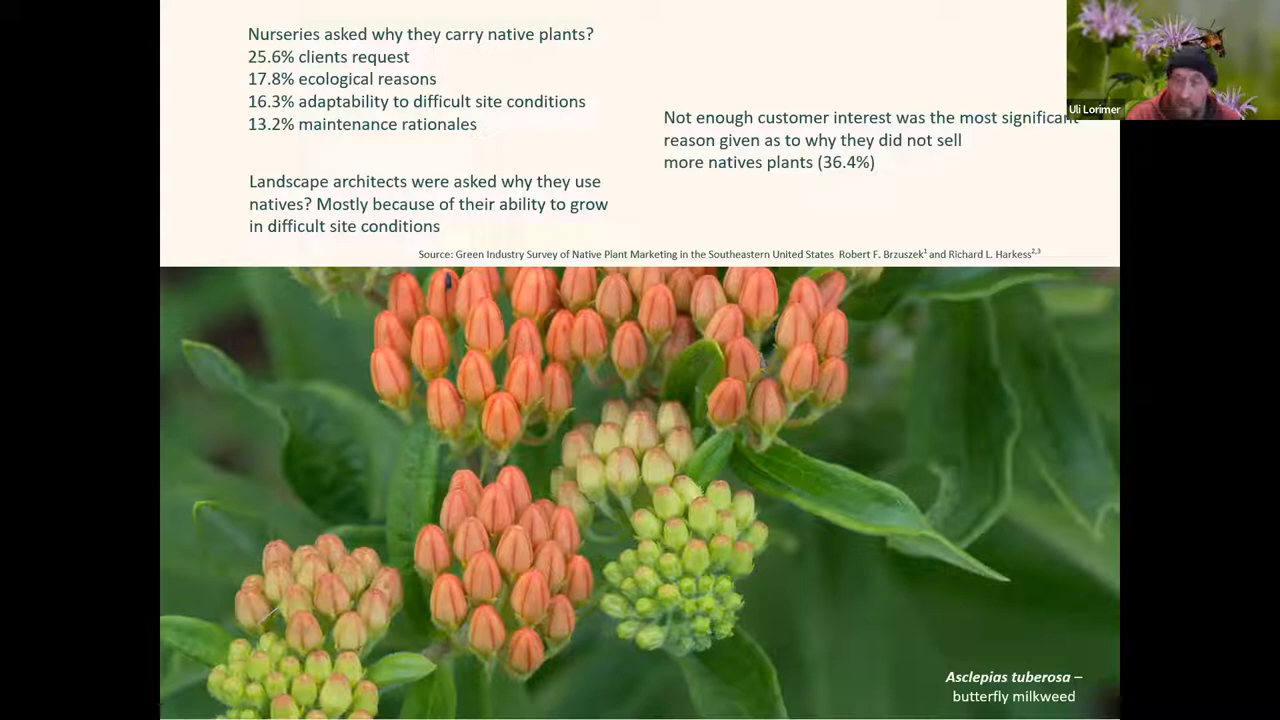 Nurseries asked why they carry native plants?
25.6% clients request
17.8% ecological reasons
16.3% adaptability to difficult site conditions
13.2% maintenance rationales
Landscape architects were asked why they use
natives? Mostly because of their ability to grow
in difficult site conditions
Not enough customer interest was the most significant
reason given as to why they did not sell
more natives plants (36.4%)
Source: Green Industry Survey of Native Plant Marketing in the Southeastern United States Robert F. Brzuszek¹ and Richard L. Harkess²,³
Uli Lorimer
Asclepias tuberosa –
butterfly milkweed